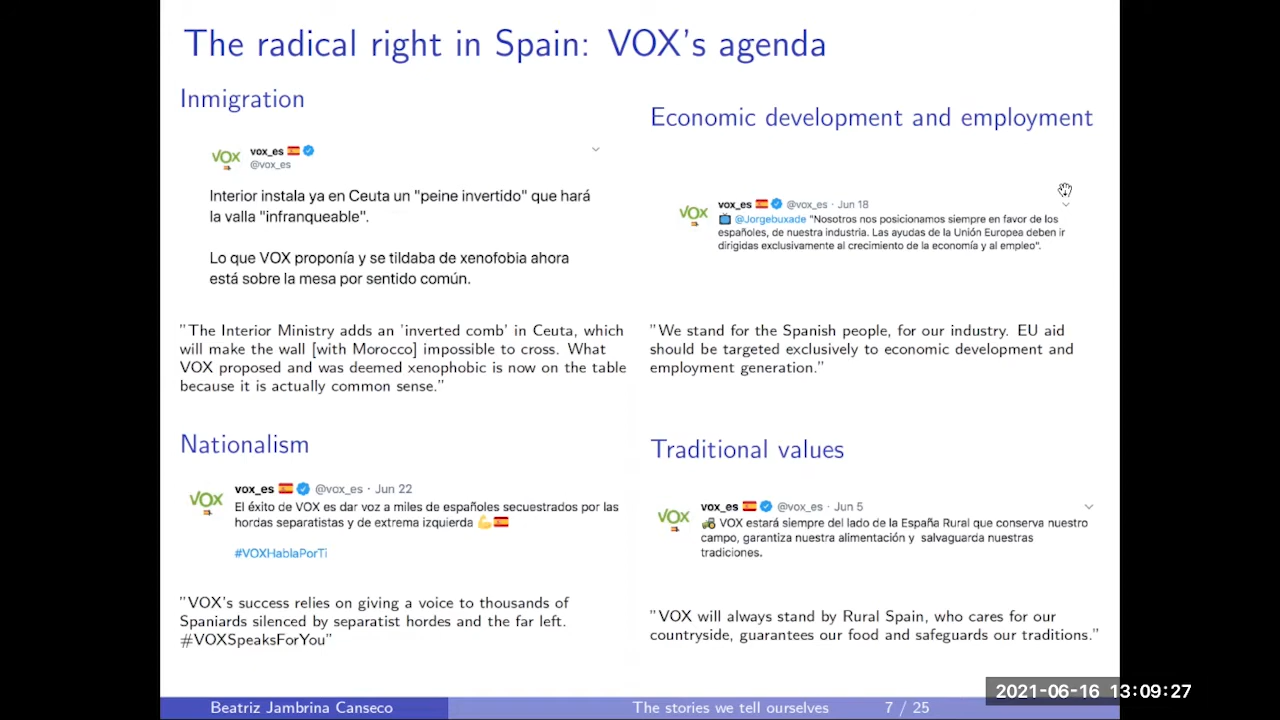 The radical right in Spain: VOX's agenda
Inmigration
vox
vox_es
@vox_es
Interior instala ya en Ceuta un "peine invertido" que hará
la valla "infranqueable".
Lo que VOX proponía y se tildaba de xenofobia ahora
está sobre la mesa por sentido común.
"The Interior Ministry adds an 'inverted comb' in Ceuta, which
will make the wall [with Morocco] impossible to cross. What
VOX proposed and was deemed xenophobic is now on the table
because it is actually common sense."
Economic development and employment
vox
vox_es @vox_es · Jun 18
@Jorgebuxade "Nosotros nos posicionamos siempre en favor de los
españoles, de nuestra industria. Las ayudas de la Unión Europea deben ir
dirigidas exclusivamente al crecimiento de la economía y al empleo".
"We stand for the Spanish people, for our industry. EU aid
should be targeted exclusively to economic development and
employment generation."
Nationalism
vox
vox_es @vox_es · Jun 22
El éxito de VOX es dar voz a miles de españoles secuestrados por las
hordas separatistas y de extrema izquierda 💪🇪🇸
#VOXHablaPorTi
"VOX's success relies on giving a voice to thousands of
Spaniards silenced by separatist hordes and the far left.
#VOXSpeaksForYou"
Traditional values
vox
vox_es @vox_es · Jun 5
🚜 VOX estará siempre del lado de la España Rural que conserva nuestro
campo, garantiza nuestra alimentación y salvaguarda nuestras
tradiciones.
"VOX will always stand by Rural Spain, who cares for our
countryside, guarantees our food and safeguards our traditions."
2021-06-16 13:09:27
Beatriz Jambrina Canseco
The stories we tell ourselves
7 / 25